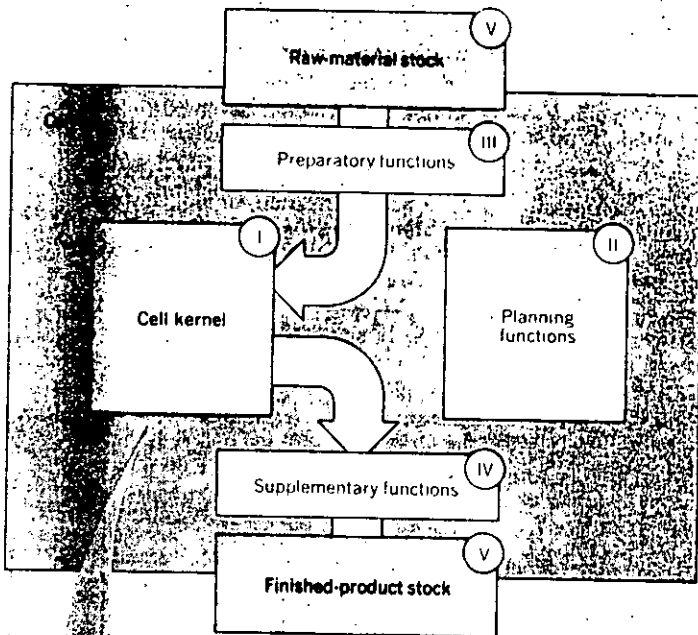 V
Raw-material stock
III
Preparatory functions
I
II
Cell kernel
Planning
functions
IV
Supplementary functions
V
Finished-product stock